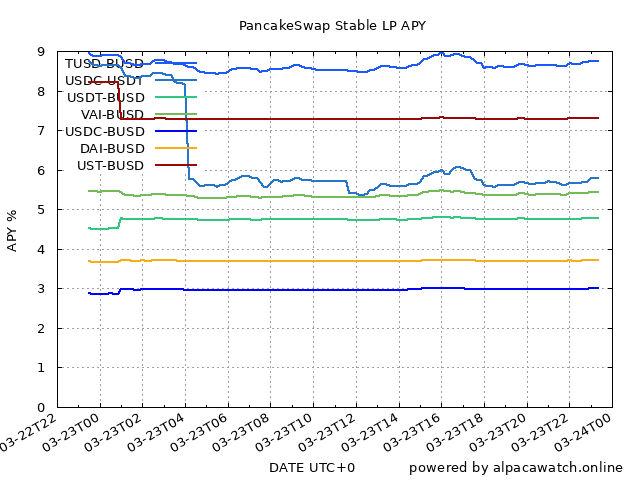 PancakeSwap Stable LP APY
9
8
7
6
5
4
3
2
1
0
APY %
TUSD-BUSD
USDC-USDT
USDT-BUSD
VAI-BUSD
USDC-BUSD
DAI-BUSD
UST-BUSD
03-22T22
03-23T00
03-23T02
03-23T04
03-23T06
03-23T08
03-23T10
03-23T12
03-23T14
03-23T16
03-23T18
03-23T20
03-23T22
03-24T00
DATE UTC+0
powered by alpacawatch.online